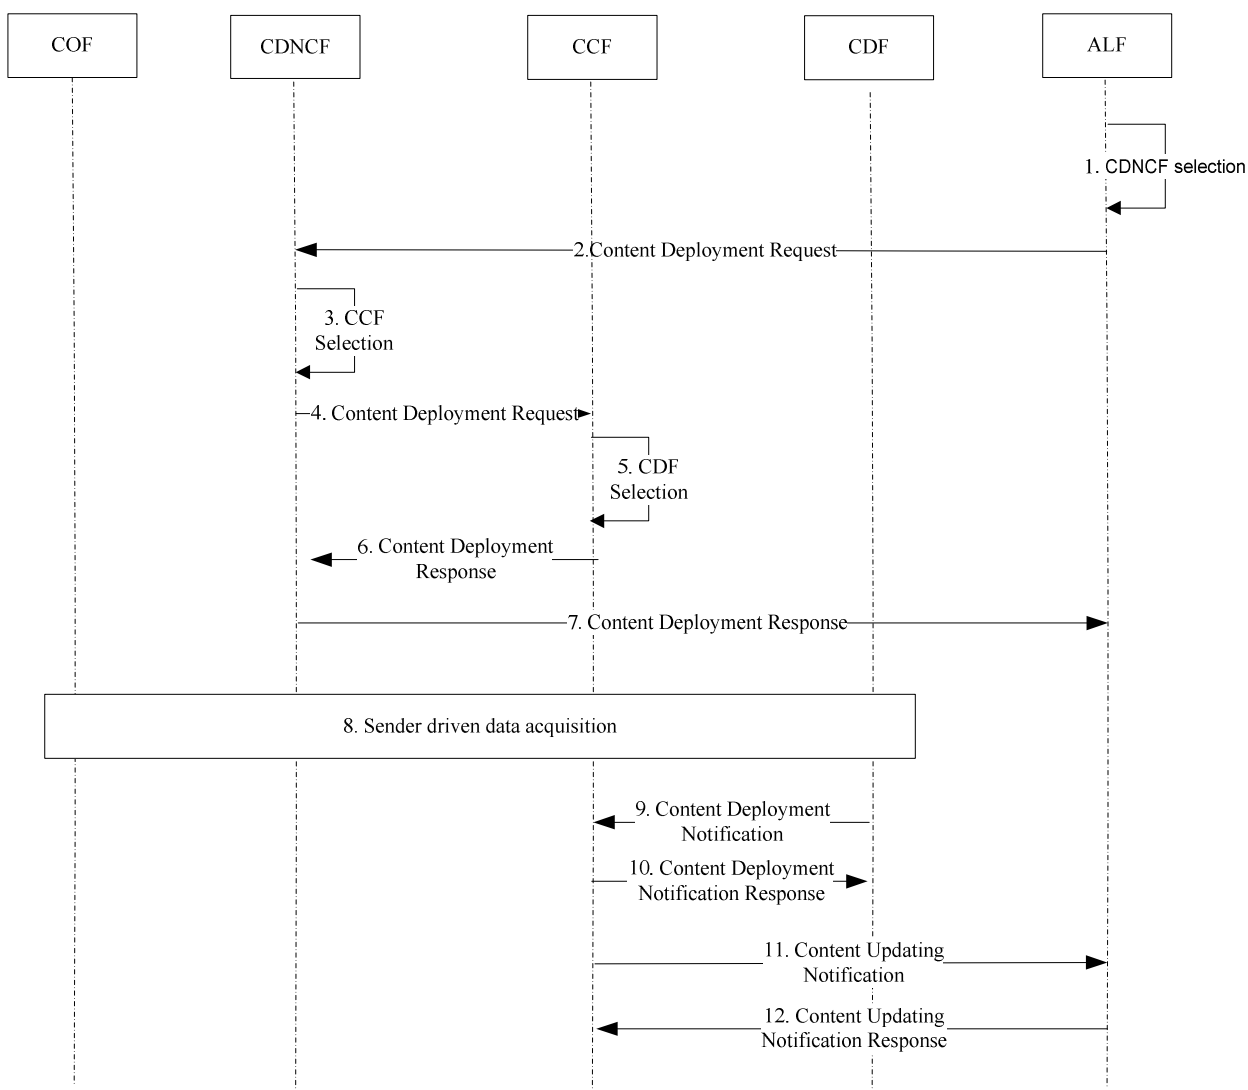 COF
CDNCF
CCF
CDF
ALF
1. CDNCF selection
2.Content Deployment Request
3. CCF
Selection
4. Content Deployment Request
5. CDF
Selection
6. Content Deployment
Response
7. Content Deployment Response
8. Sender driven data acquisition
9. Content Deployment
Notification
10. Content Deployment
Notification Response
11. Content Updating
Notification
12. Content Updating
Notification Response